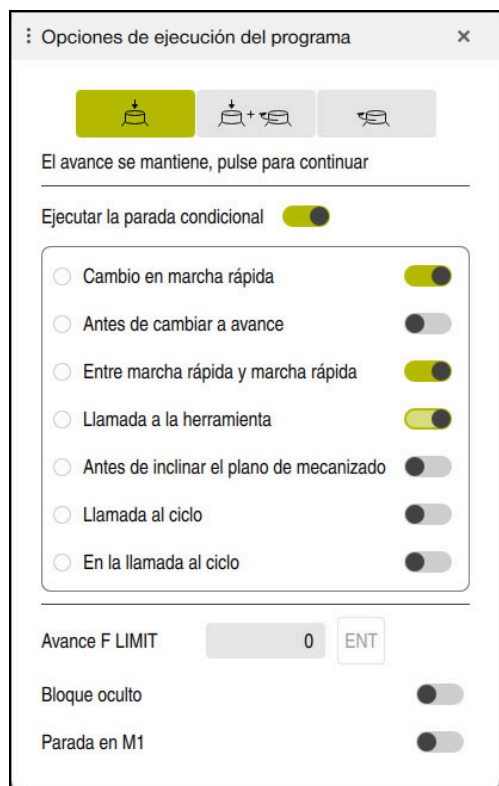 Opciones de ejecución del programa
El avance se mantiene, pulse para continuar
Ejecutar la parada condicional
Cambio en marcha rápida
Antes de cambiar a avance
Entre marcha rápida y marcha rápida
Llamada a la herramienta
Antes de inclinar el plano de mecanizado
Llamada al ciclo
En la llamada al ciclo
Avance F LIMIT 0 ENT
Bloque oculto
Parada en M1